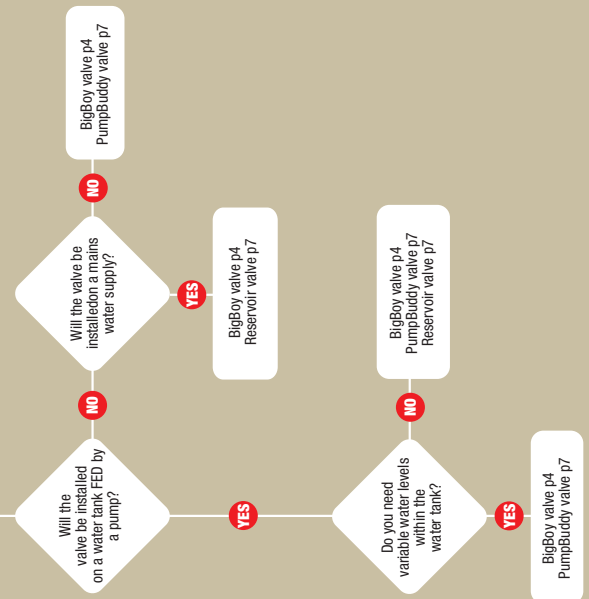 Will the
valve be installed
on a water tank FED by
a pump?
NO
Will the valve be
installedon a mains
water supply?
NO
BigBoy valve p4
PumpBuddy valve p7
YES
BigBoy valve p4
Reservoir valve p7
YES
Do you need
variable water levels
within the
water tank?
NO
BigBoy valve p4
PumpBuddy valve p7
Reservoir valve p7
YES
BigBoy valve p4
PumpBuddy valve p7